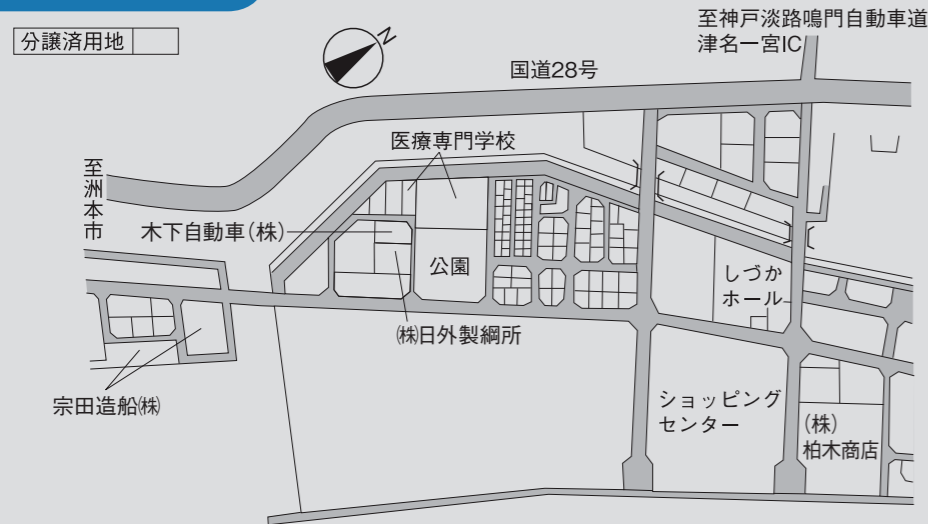 至神戸淡路鳴門自動車道
津名一宮IC
分譲済用地
N
国道28号
医療専門学校
至洲本市
木下自動車(株)
公園
しづか
ホール
㈱日外製綱所
宗田造船㈱
ショッピング
センター
(株)
柏木商店